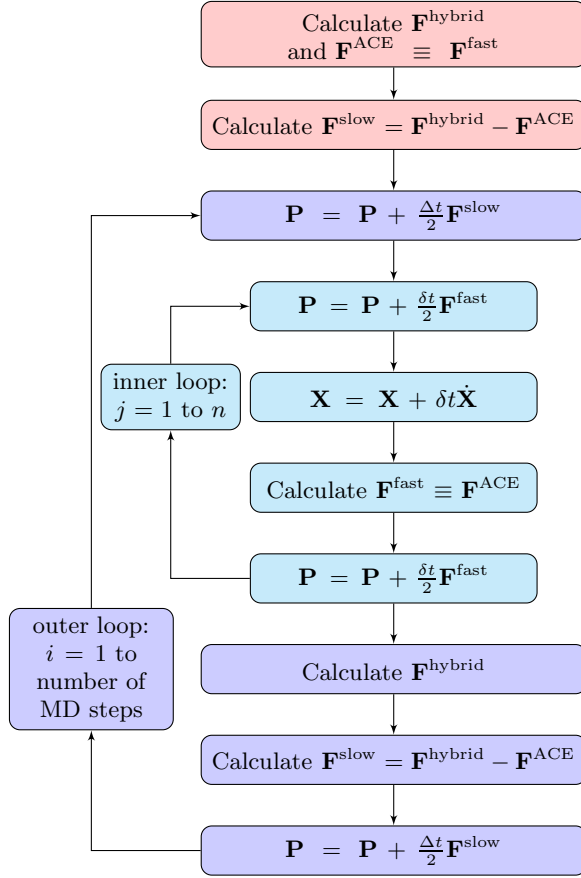 Calculate F^hybrid
and F^ACE ≡ F^fast
Calculate F^slow = F^hybrid − F^ACE
P = P + Δt/2 F^slow
P = P + δt/2 F^fast
inner loop:
j = 1 to n
X = X + δtẊ
Calculate F^fast ≡ F^ACE
P = P + δt/2 F^fast
outer loop:
i = 1 to
number of
MD steps
Calculate F^hybrid
Calculate F^slow = F^hybrid − F^ACE
P = P + Δt/2 F^slow